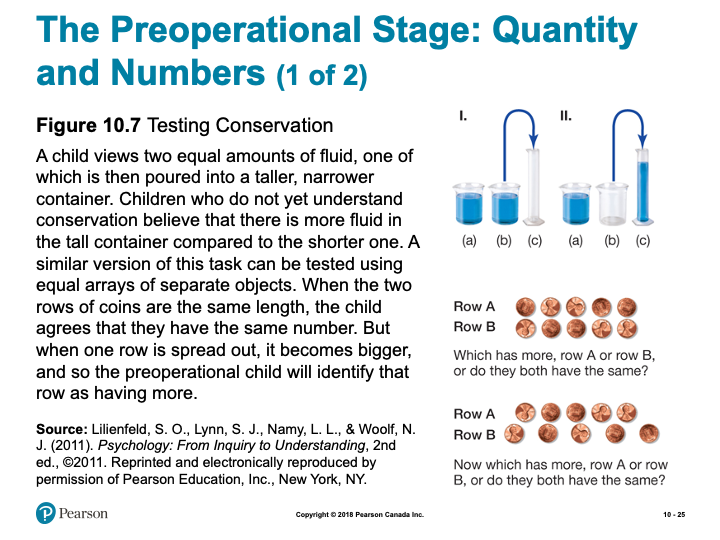 The Preoperational Stage: Quantity
and Numbers (1 of 2)
Figure 10.7 Testing Conservation
A child views two equal amounts of fluid, one of
which is then poured into a taller, narrower
container. Children who do not yet understand
conservation believe that there is more fluid in
the tall container compared to the shorter one. A
similar version of this task can be tested using
equal arrays of separate objects. When the two
rows of coins are the same length, the child
agrees that they have the same number. But
when one row is spread out, it becomes bigger,
and so the preoperational child will identify that
row as having more.
Source: Lilienfeld, S. O., Lynn, S. J., Namy, L. L., & Woolf, N.
J. (2011). Psychology: From Inquiry to Understanding, 2nd
ed., ©2011. Reprinted and electronically reproduced by
permission of Pearson Education, Inc., New York, NY.
I. II.
(a) (b) (c) (a) (b) (c)
Row A
Row B
Which has more, row A or row B,
or do they both have the same?
Row A
Row B
Now which has more, row A or row
B, or do they both have the same?
P Pearson
Copyright © 2018 Pearson Canada Inc.
10 - 25